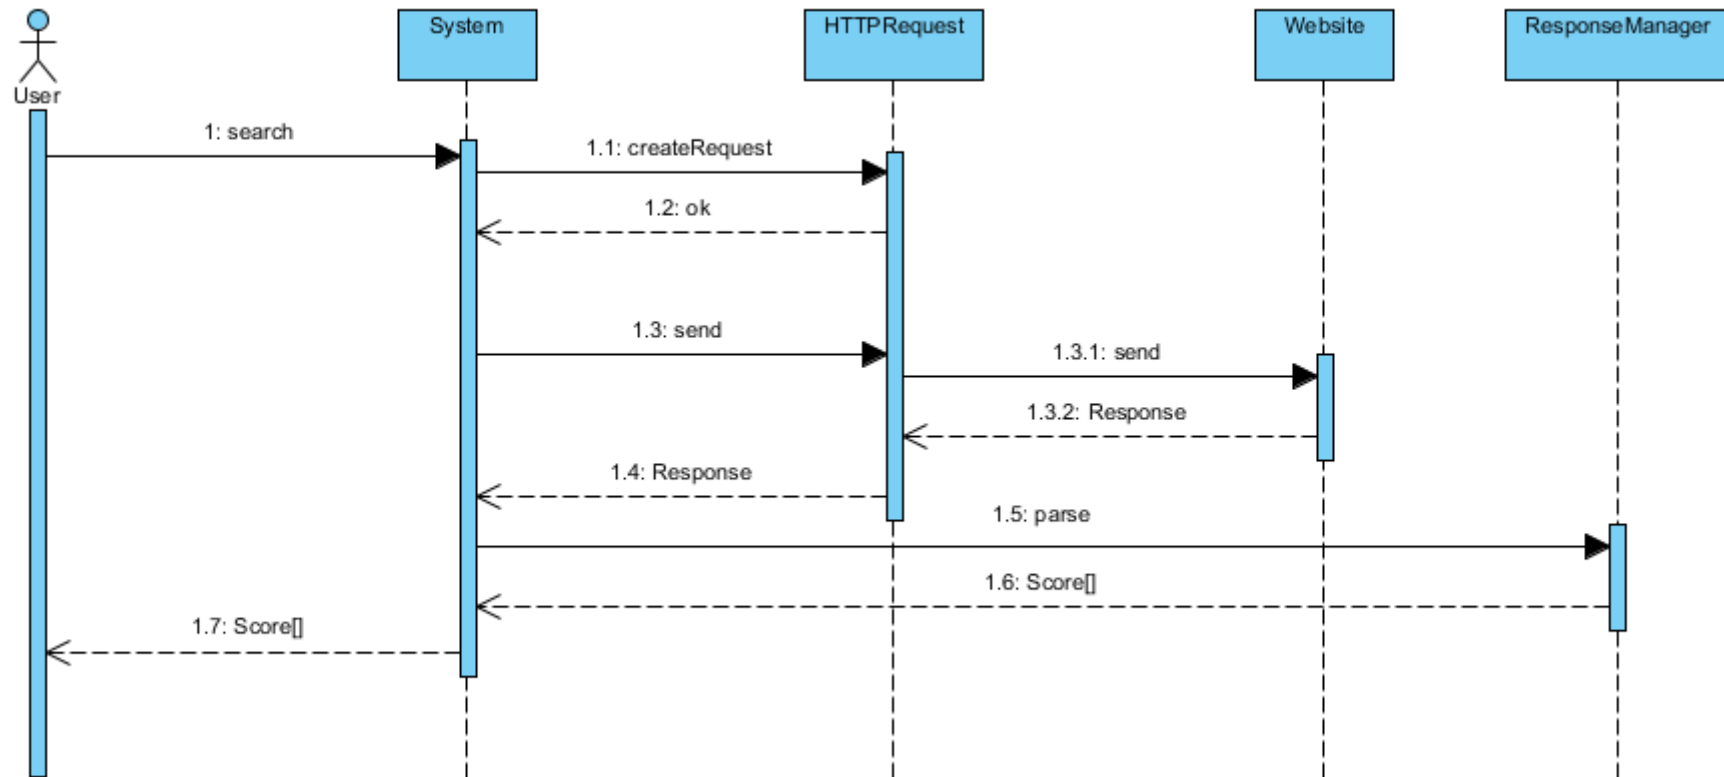 System
HTTPRequest
Website
ResponseManager
User
1: search
1.1: createRequest
1.2: ok
1.3: send
1.3.1: send
1.3.2: Response
1.4: Response
1.5: parse
1.6: Score[]
1.7: Score[]